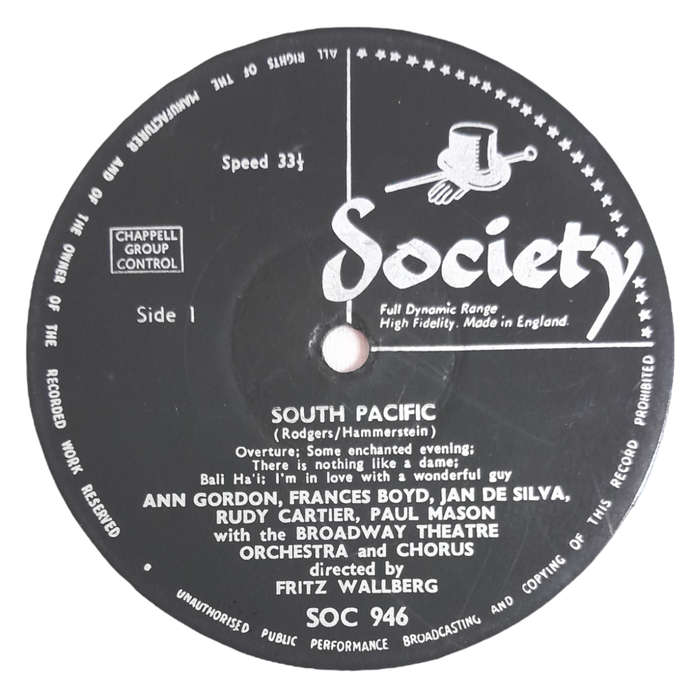 ALL RIGHTS OF THE MANUFACTURER AND OF THE OWNER OF THE RECORDED WORK RESERVED
Speed 33⅓
CHAPPELL
GROUP
CONTROL
Side 1
Society
Full Dynamic Range
High Fidelity. Made in England.
SOUTH PACIFIC
(Rodgers/Hammerstein)
Overture; Some enchanted evening;
There is nothing like a dame;
Bali Ha'i; I'm in love with a wonderful guy
ANN GORDON, FRANCES BOYD, JAN DE SILVA,
RUDY CARTIER, PAUL MASON
with the BROADWAY THEATRE
ORCHESTRA and CHORUS
directed by
FRITZ WALLBERG
SOC 946
UNAUTHORISED PUBLIC PERFORMANCE BROADCASTING AND COPYING OF THIS RECORD PROHIBITED